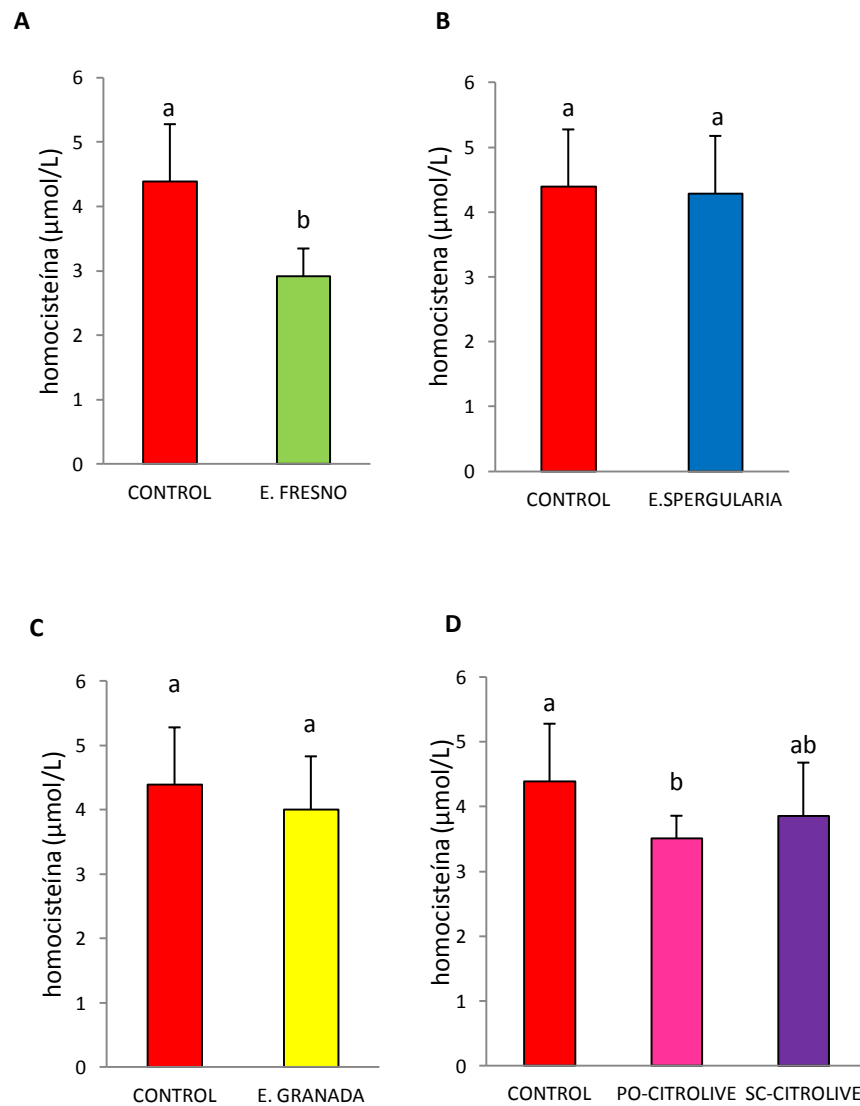 A
homocisteína (µmol/L)
6
5
4
3
2
1
0
a
b
CONTROL E. FRESNO
B
homocistena (µmol/L)
6
5
4
3
2
1
0
a
a
CONTROL E.SPERGULARIA
C
homocisteína (µmol/L)
6
5
4
3
2
1
0
a
a
CONTROL E. GRANADA
D
homocisteína (µmol/L)
6
5
4
3
2
1
0
a
b
ab
CONTROL PO-CITROLIVE SC-CITROLIVE